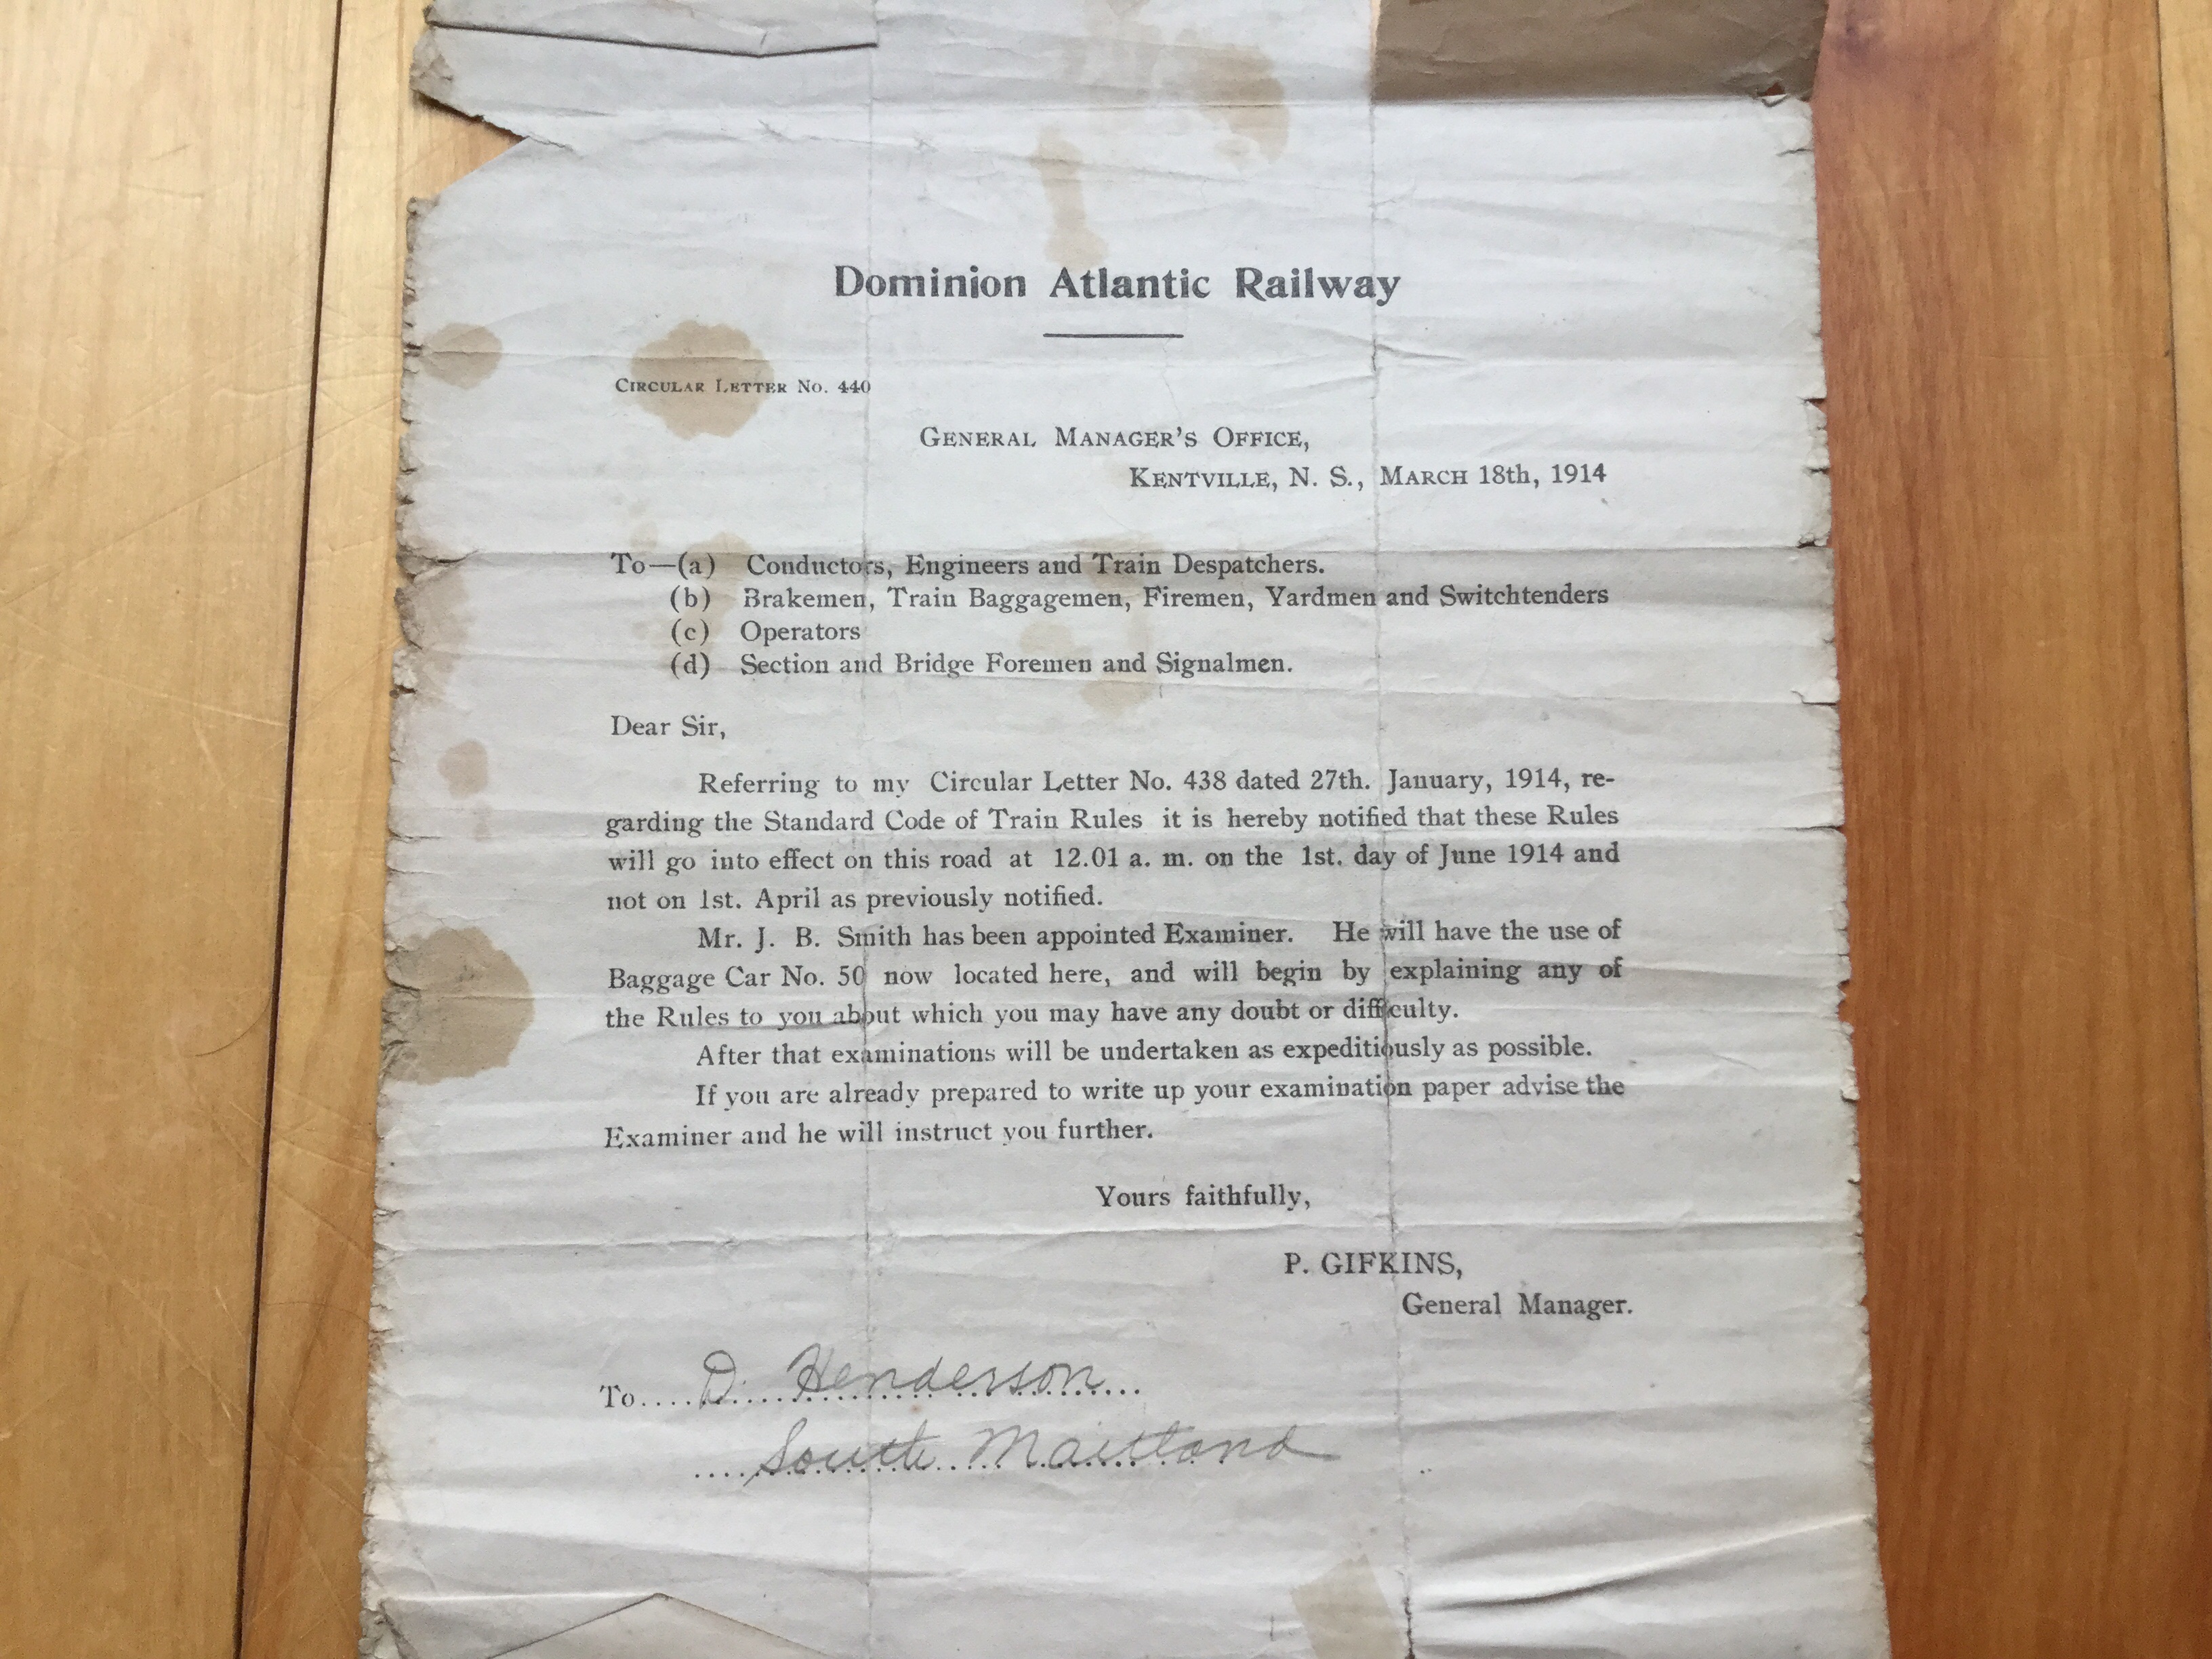 Dominion Atlantic Railway
CIRCULAR LETTER NO. 440
GENERAL MANAGER'S OFFICE,
KENTVILLE, N. S., MARCH 18th, 1914
To—(a) Conductors, Engineers and Train Despatchers.
(b) Brakemen, Train Baggagemen, Firemen, Yardmen and Switchtenders
(c) Operators
(d) Section and Bridge Foremen and Signalmen.
Dear Sir,
Referring to my Circular Letter No. 438 dated 27th. January, 1914, re-
garding the Standard Code of Train Rules it is hereby notified that these Rules
will go into effect on this road at 12.01 a. m. on the 1st. day of June 1914 and
not on 1st. April as previously notified.
Mr. J. B. Smith has been appointed Examiner. He will have the use of
Baggage Car No. 50 now located here, and will begin by explaining any of
the Rules to you about which you may have any doubt or difficulty.
After that examinations will be undertaken as expeditiously as possible.
If you are already prepared to write up your examination paper advise the
Examiner and he will instruct you further.
Yours faithfully,
P. GIFKINS,
General Manager.
To....D. Henderson...
....South Maitland